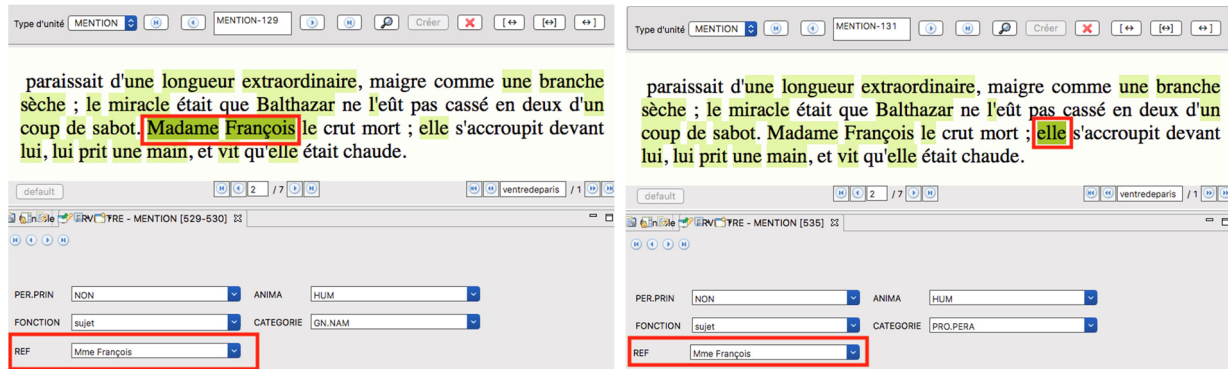 Type d'unité MENTION MENTION-129 Créer [↔ [↔] ↔]
paraissait d'une longueur extraordinaire, maigre comme une branche
sèche ; le miracle était que Balthazar ne l'eût pas cassé en deux d'un
coup de sabot. Madame François le crut mort ; elle s'accroupit devant
lui, lui prit une main, et vit qu'elle était chaude.
default 2 / 7 ventredeparis / 1
TRE - MENTION [529-530]
PER.PRIN NON ANIMA HUM
FONCTION sujet CATEGORIE GN.NAM
REF Mme François
Type d'unité MENTION MENTION-131 Créer [↔ [↔] ↔]
paraissait d'une longueur extraordinaire, maigre comme une branche
sèche ; le miracle était que Balthazar ne l'eût pas cassé en deux d'un
coup de sabot. Madame François le crut mort ; elle s'accroupit devant
lui, lui prit une main, et vit qu'elle était chaude.
default 2 / 7 ventredeparis / 1
TRE - MENTION [535]
PER.PRIN NON ANIMA HUM
FONCTION sujet CATEGORIE PRO.PERA
REF Mme François